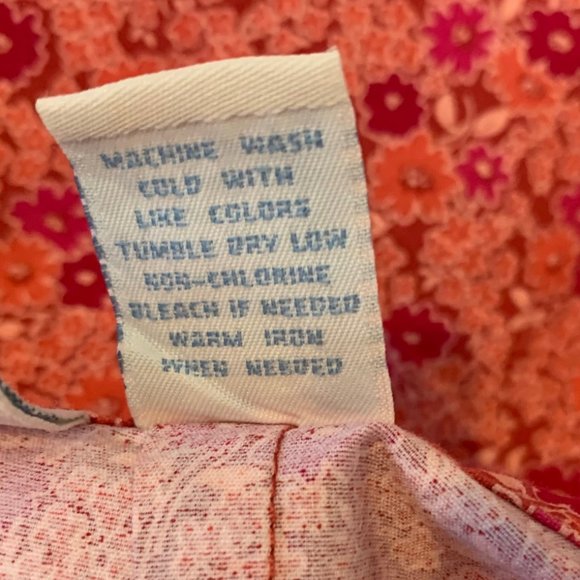 MACHINE WASH
COLD WITH
LIKE COLORS
TUMBLE DRY LOW
NON-CHLORINE
BLEACH IF NEEDED
WARM IRON
WHEN NEEDED